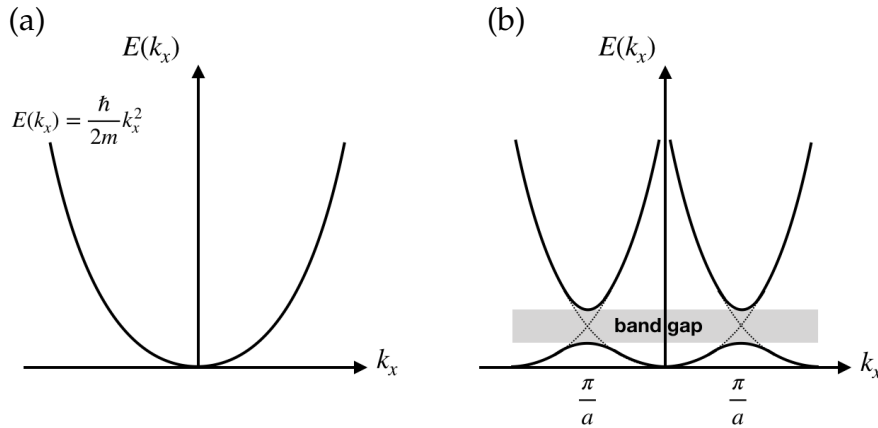 (a)
E(kₓ)
E(kₓ) = ħ/2m kₓ²
kₓ
(b)
E(kₓ)
band gap
kₓ
π/a
π/a